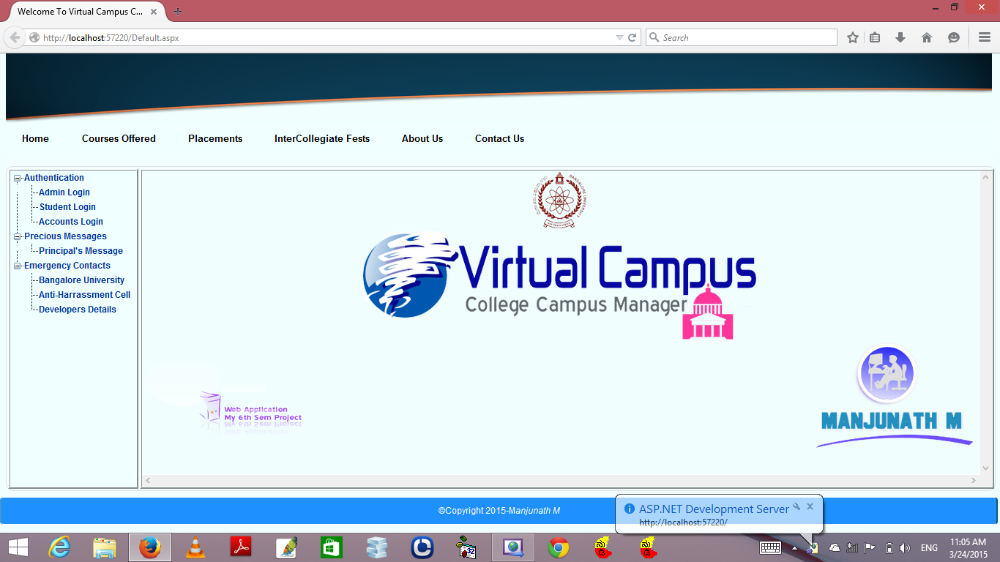 Welcome To Virtual Campus C...
http://localhost:57220/Default.aspx
Search
Home
Courses Offered
Placements
InterCollegiate Fests
About Us
Contact Us
Authentication
Admin Login
Student Login
Accounts Login
Precious Messages
Principal's Message
Emergency Contacts
Bangalore University
Anti-Harrassment Cell
Developers Details
BANGALORE UNIVERSITY
Virtual Campus
College Campus Manager
Web Application
My 6th Sem Project
MANJUNATH M
©Copyright 2015-Manjunath M
ASP.NET Development Server
http://localhost:57220/
32
ENG
11:05 AM
3/24/2015